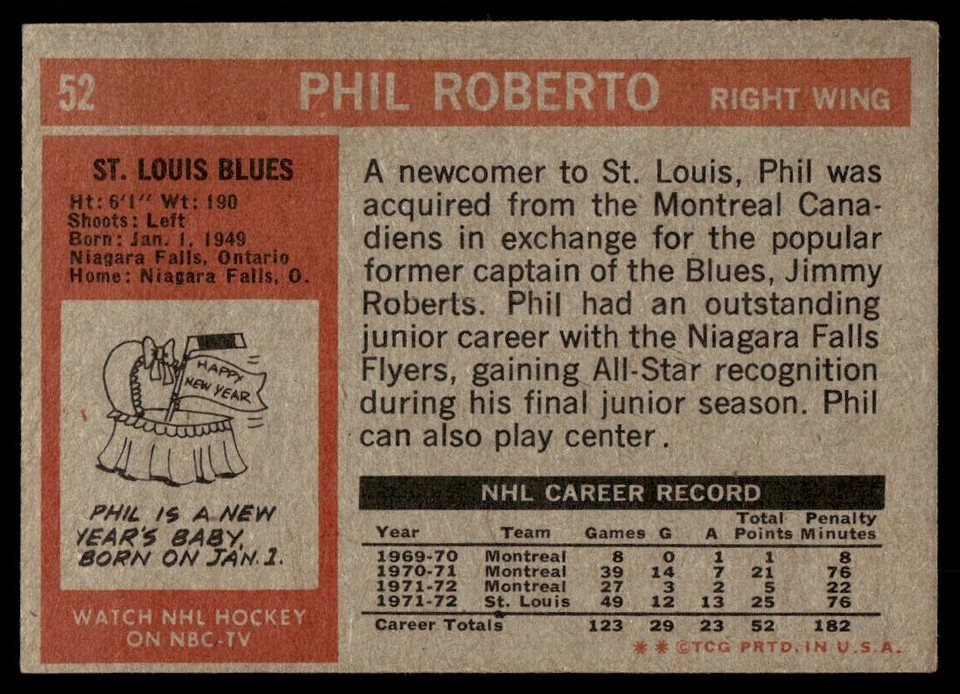 52 PHIL ROBERTO RIGHT WING
ST. LOUIS BLUES
Ht: 6'1" Wt: 190
Shoots: Left
Born: Jan. 1, 1949
Niagara Falls, Ontario
Home: Niagara Falls, O.
HAPPY
NEW YEAR
PHIL IS A NEW
YEAR'S BABY,
BORN ON JAN. 1.
WATCH NHL HOCKEY
ON NBC-TV
A newcomer to St. Louis, Phil was
acquired from the Montreal Cana-
diens in exchange for the popular
former captain of the Blues, Jimmy
Roberts. Phil had an outstanding
junior career with the Niagara Falls
Flyers, gaining All-Star recognition
during his final junior season. Phil
can also play center.
NHL CAREER RECORD
Year Team Games G A Total Points Penalty Minutes
1969-70 Montreal 8 0 1 1 8
1970-71 Montreal 39 14 7 21 76
1971-72 Montreal 27 3 2 5 22
1971-72 St. Louis 49 12 13 25 76
Career Totals 123 29 23 52 182
* * ©TCG PRTD. IN U.S.A.